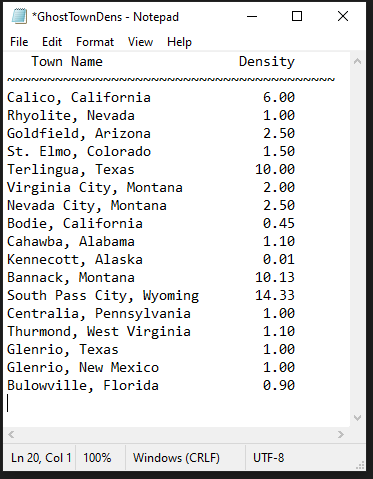 *GhostTownDens - Notepad
File Edit Format View Help
Town Name Density
~~~~~~~~~~~~~~~~~~~~~~~~~~~~~~~~~~~~~~~~~
Calico, California 6.00
Rhyolite, Nevada 1.00
Goldfield, Arizona 2.50
St. Elmo, Colorado 1.50
Terlingua, Texas 10.00
Virginia City, Montana 2.00
Nevada City, Montana 2.50
Bodie, California 0.45
Cahawba, Alabama 1.10
Kennecott, Alaska 0.01
Bannack, Montana 10.13
South Pass City, Wyoming 14.33
Centralia, Pennsylvania 1.00
Thurmond, West Virginia 1.10
Glenrio, Texas 1.00
Glenrio, New Mexico 1.00
Bulowville, Florida 0.90
Ln 20, Col 1 100% Windows (CRLF) UTF-8